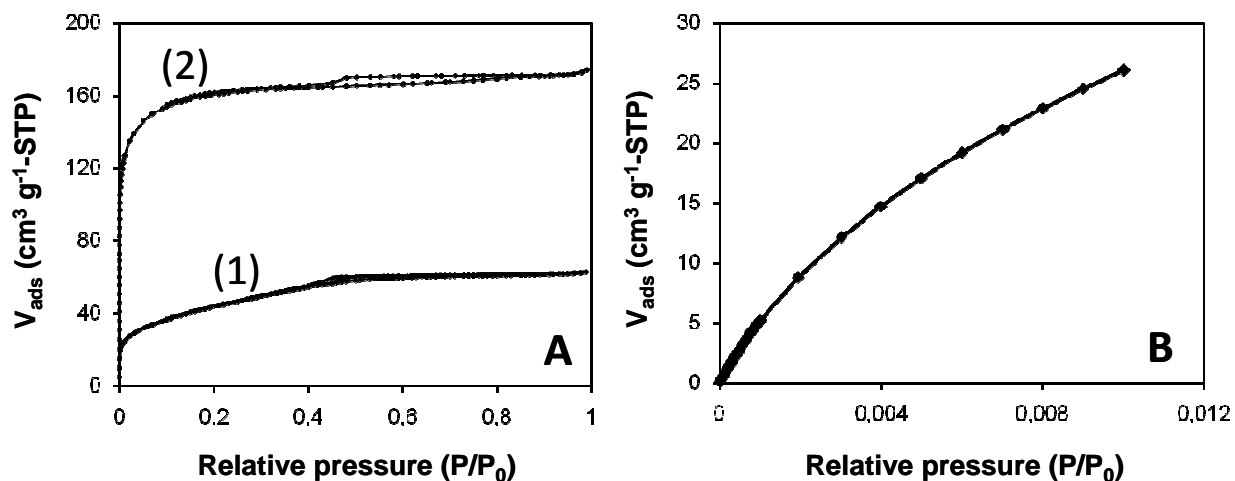 200
160
120
80
40
0
V_ads (cm³ g⁻¹-STP)
(2)
(1)
A
0 0.2 0.4 0.6 0.8 1
Relative pressure (P/P₀)
30
25
20
15
10
5
0
V_ads (cm³ g⁻¹-STP)
B
0 0,004 0,008 0,012
Relative pressure (P/P₀)